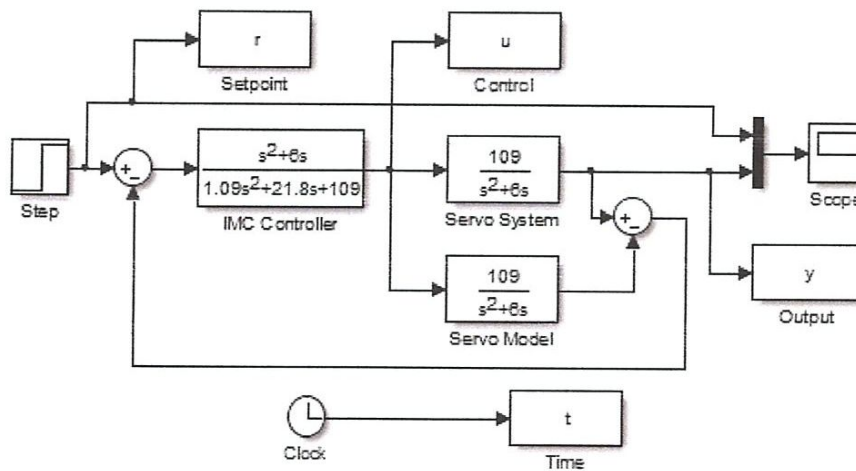 r
Setpoint
u
Control
Step
+
-
s²+6s
1.09s²+21.8s+109
IMC Controller
109
s²+6s
Servo System
+
-
Scope
109
s²+6s
Servo Model
y
Output
Clock
t
Time